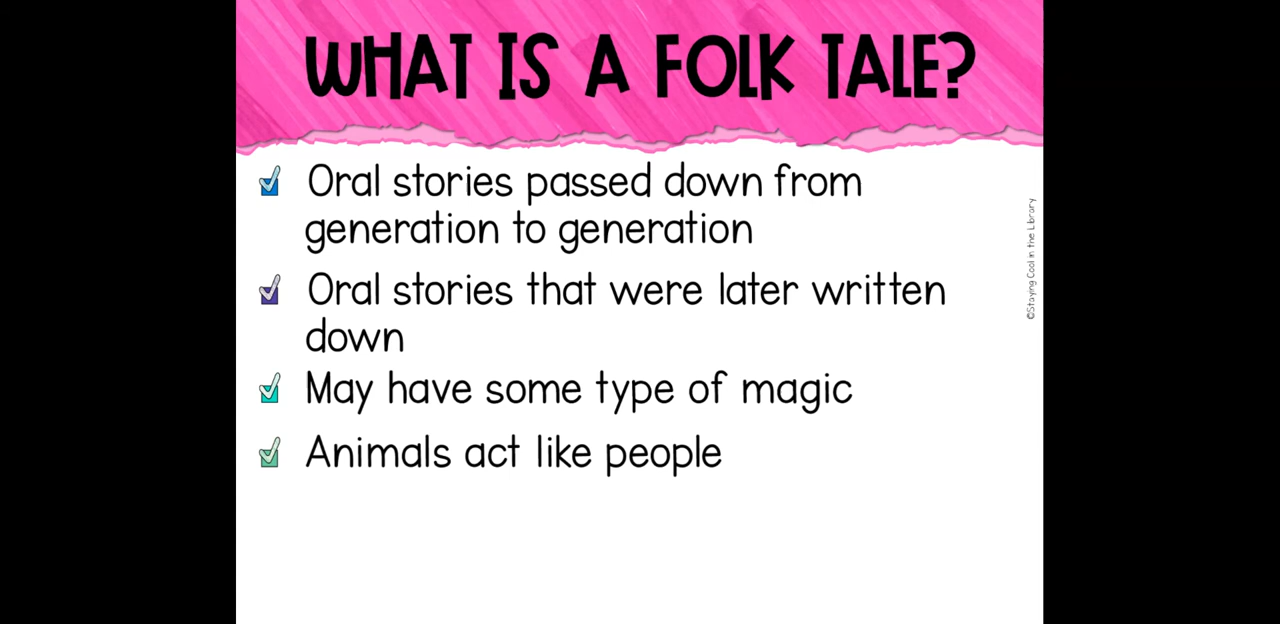 WHAT IS A FOLK TALE?
Oral stories passed down from
generation to generation
Oral stories that were later written
down
May have some type of magic
Animals act like people
©Staying Cool in the Library